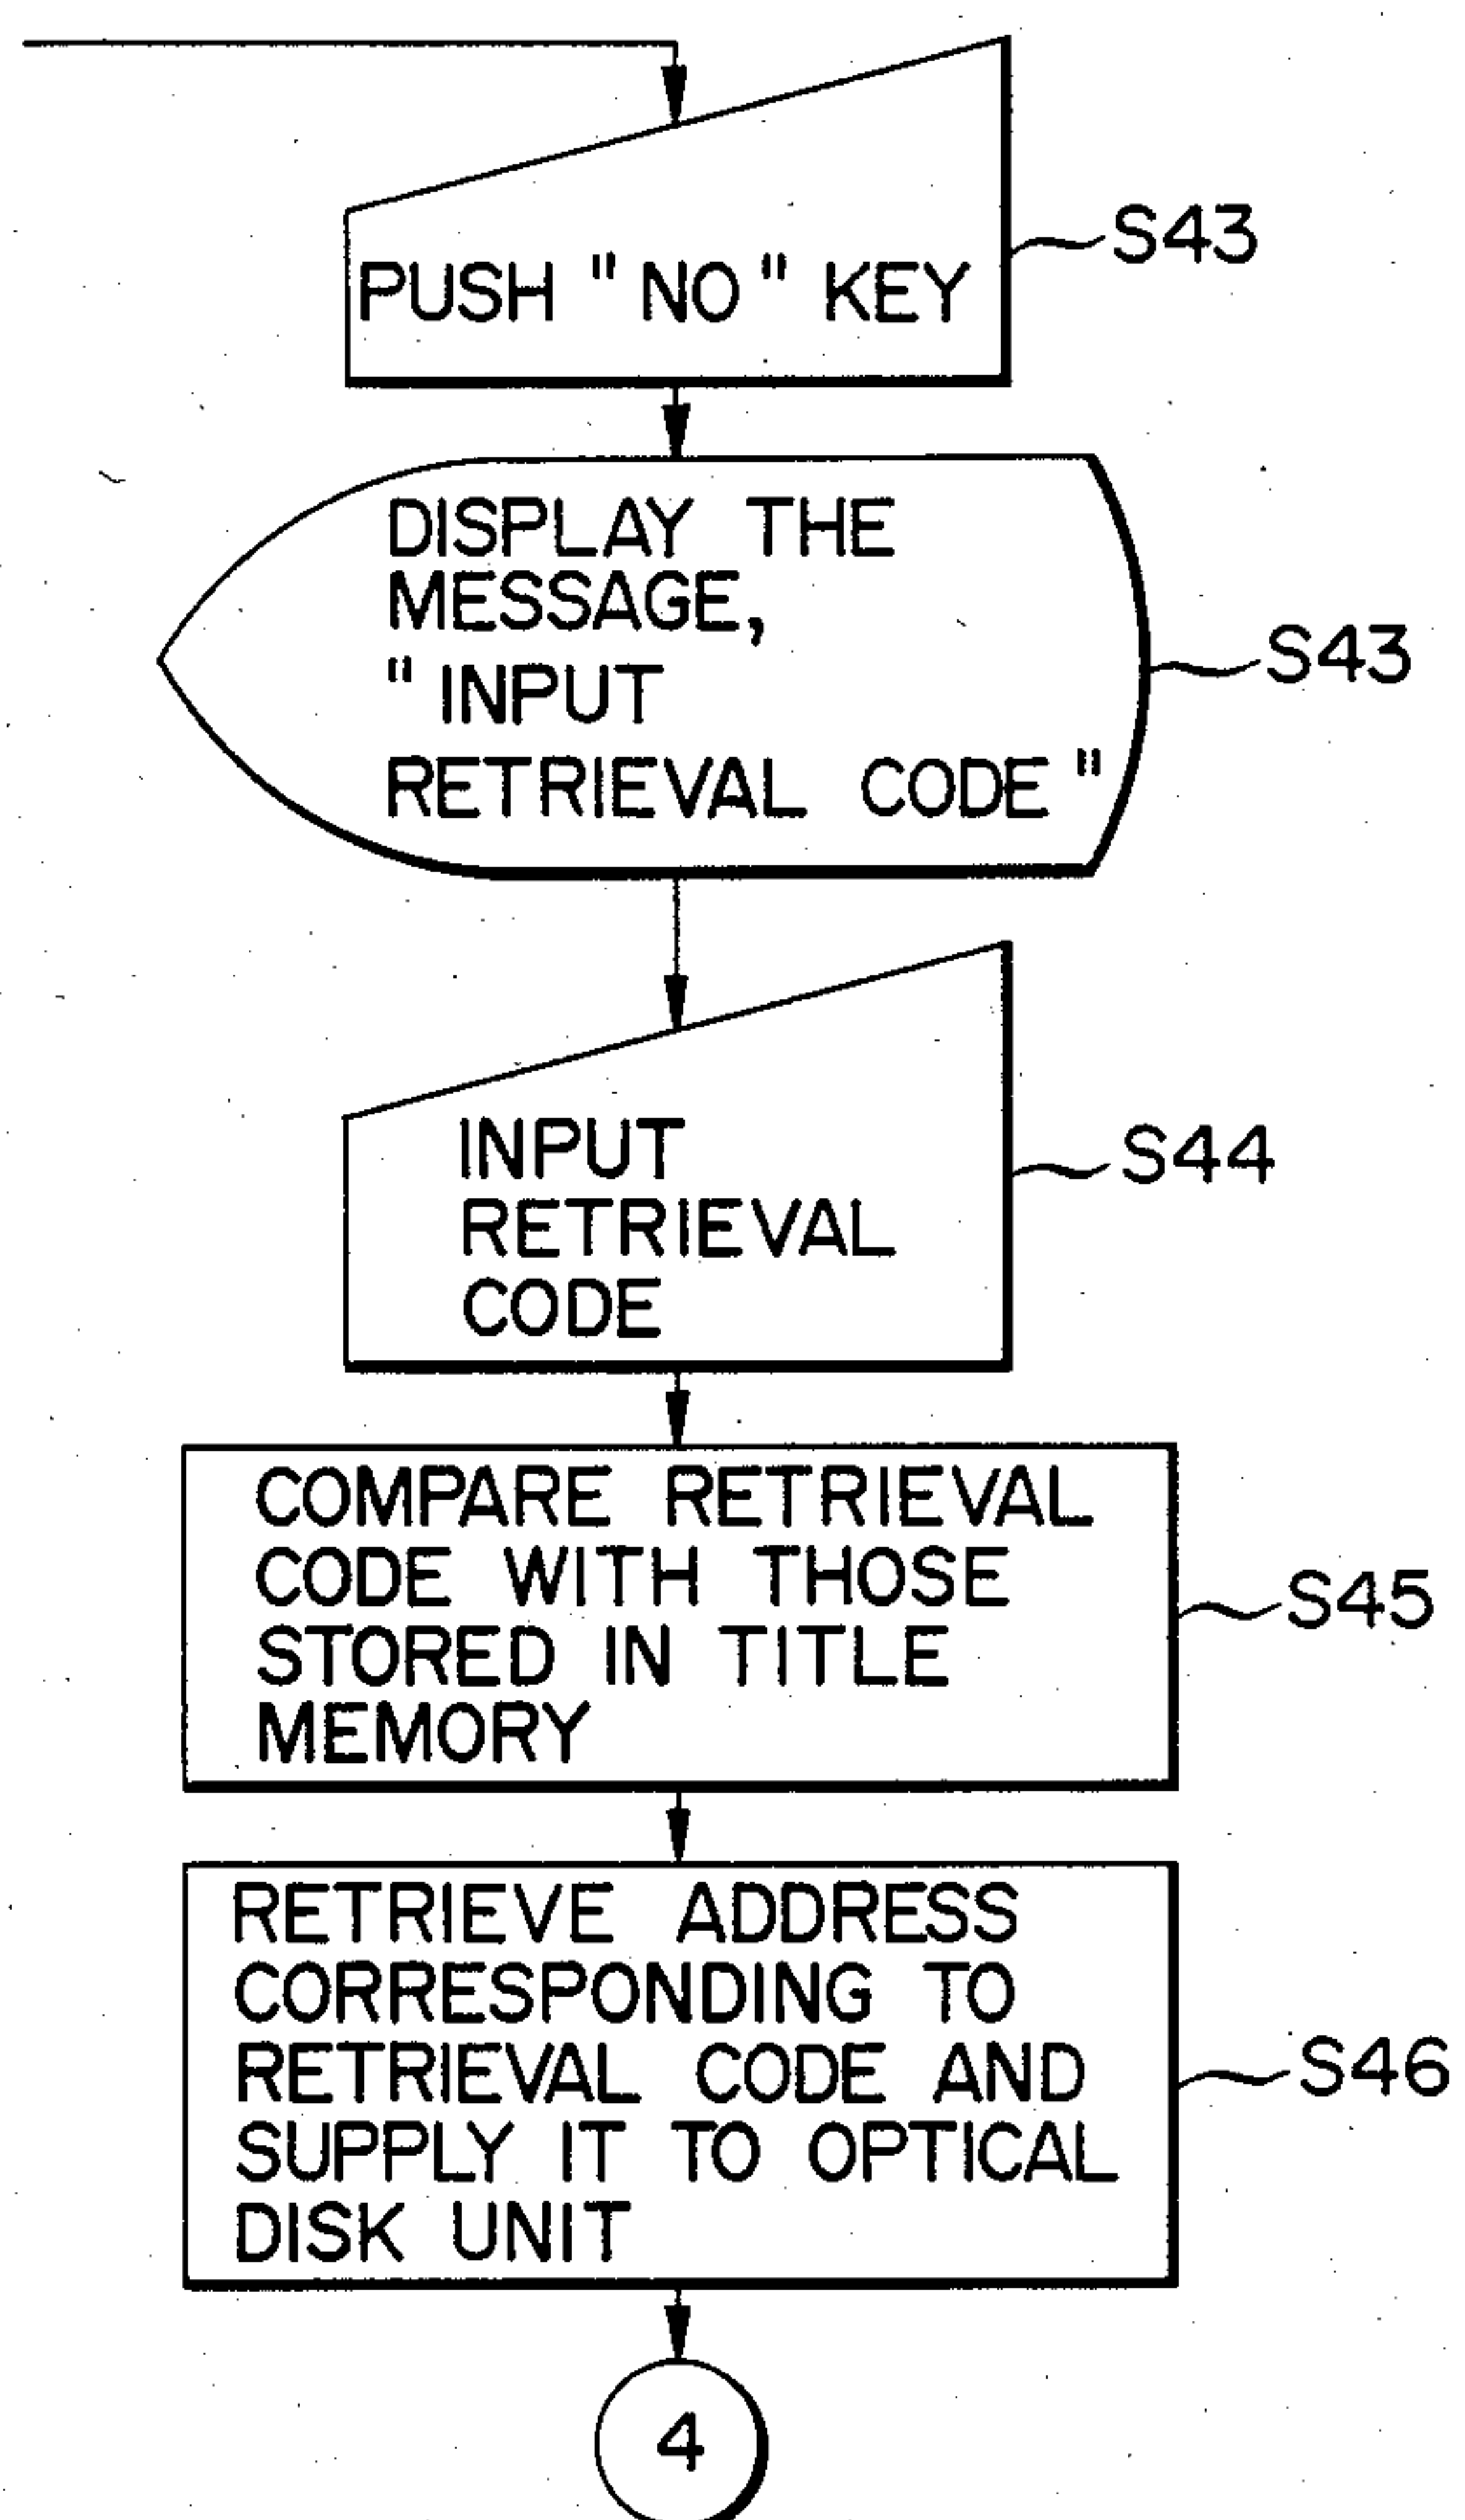 PUSH "NO" KEY
S43
DISPLAY THE
MESSAGE,
"INPUT
RETRIEVAL CODE"
S43
INPUT
RETRIEVAL
CODE
S44
COMPARE RETRIEVAL
CODE WITH THOSE
STORED IN TITLE
MEMORY
S45
RETRIEVE ADDRESS
CORRESPONDING TO
RETRIEVAL CODE AND
SUPPLY IT TO OPTICAL
DISK UNIT
S46
4